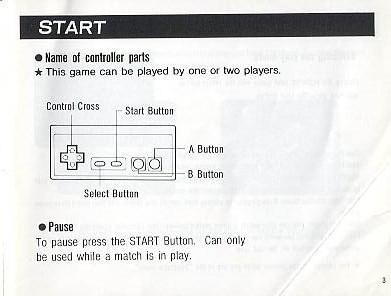 START
● Name of controller parts
★ This game can be played by one or two players.
Control Cross
Start Button
A Button
B Button
Select Button
● Pause
To pause press the START Button. Can only
be used while a match is in play.
3